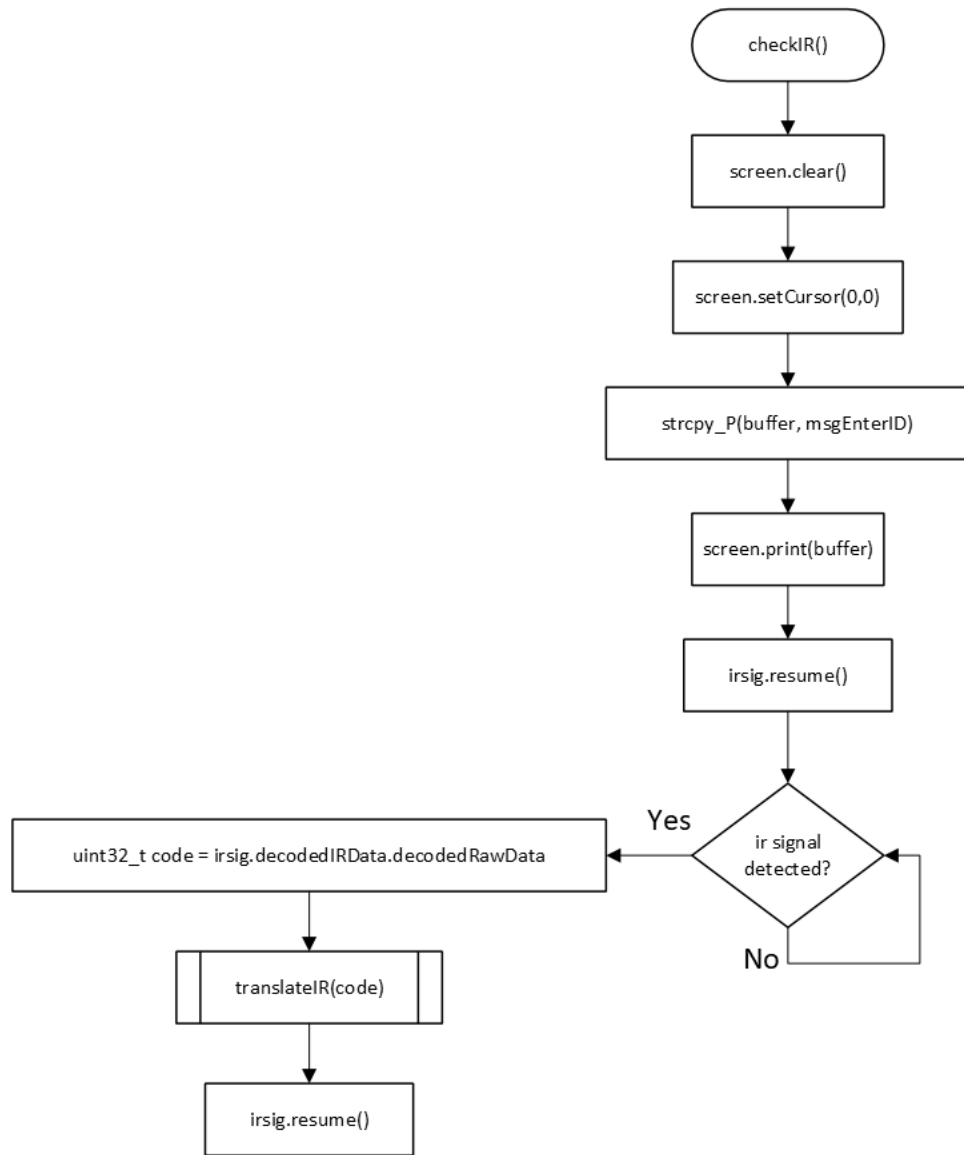 checkIR()
screen.clear()
screen.setCursor(0,0)
strcpy_P(buffer, msgEnterID)
screen.print(buffer)
irsig.resume()
Yes
ir signal
detected?
No
uint32_t code = irsig.decodedIRData.decodedRawData
translateIR(code)
irsig.resume()